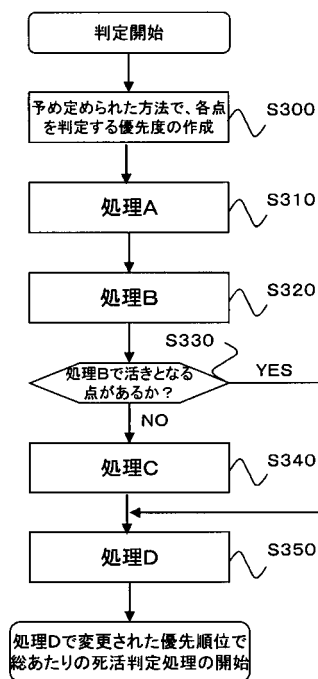 判定開始
予め定められた方法で、各点
を判定する優先度の作成
S300
処理A
S310
処理B
S320
S330
処理Bで活きとなる
点があるか?
YES
NO
処理C
S340
処理D
S350
処理Dで変更された優先順位で
総あたりの死活判定処理の開始